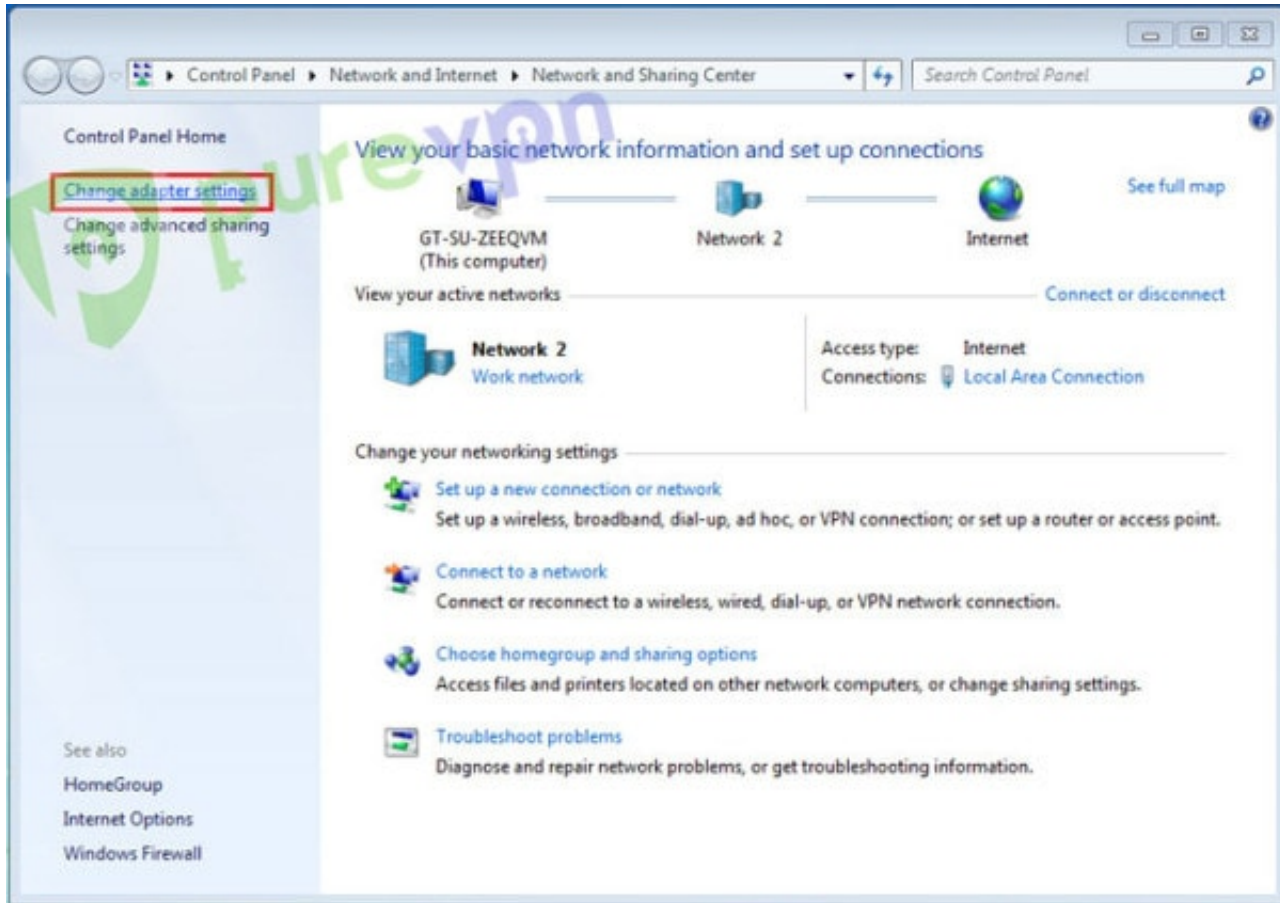 Control Panel ▸ Network and Internet ▸ Network and Sharing Center
Search Control Panel
Control Panel Home
Change adapter settings
Change advanced sharing
settings
See also
HomeGroup
Internet Options
Windows Firewall
purevpn
View your basic network information and set up connections
See full map
GT-SU-ZEEQVM
(This computer)
Network 2
Internet
View your active networks
Connect or disconnect
Network 2
Work network
Access type: Internet
Connections: Local Area Connection
Change your networking settings
Set up a new connection or network
Set up a wireless, broadband, dial-up, ad hoc, or VPN connection; or set up a router or access point.
Connect to a network
Connect or reconnect to a wireless, wired, dial-up, or VPN network connection.
Choose homegroup and sharing options
Access files and printers located on other network computers, or change sharing settings.
Troubleshoot problems
Diagnose and repair network problems, or get troubleshooting information.